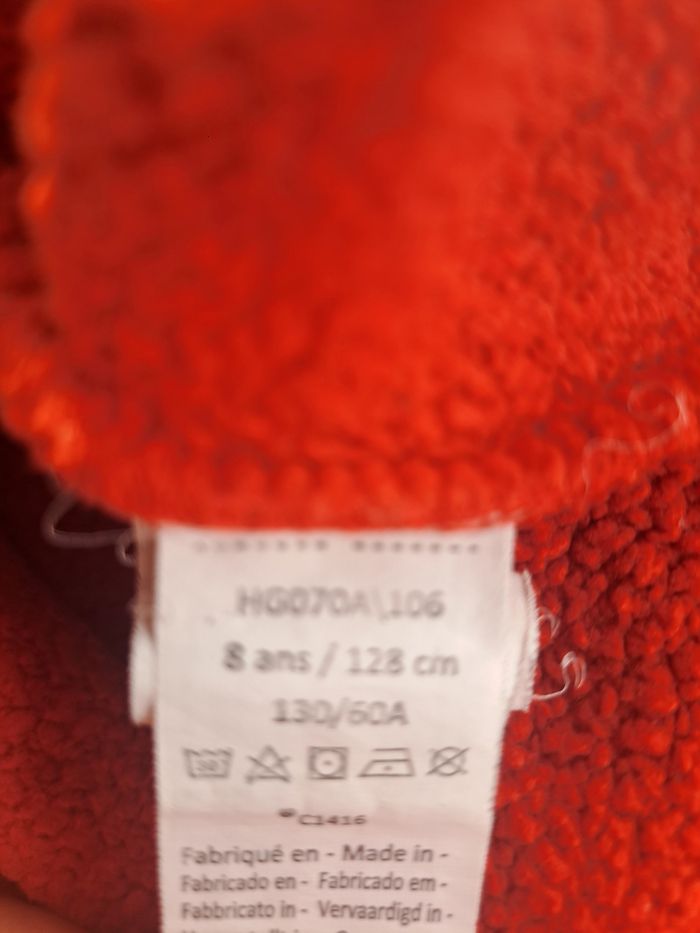 HG070A\106
8 ans / 128 cm
130/60A
30
C1416
Fabriqué en - Made in -
Fabricado en - Fabricado em -
Fabbricato in - Vervaardigd in -